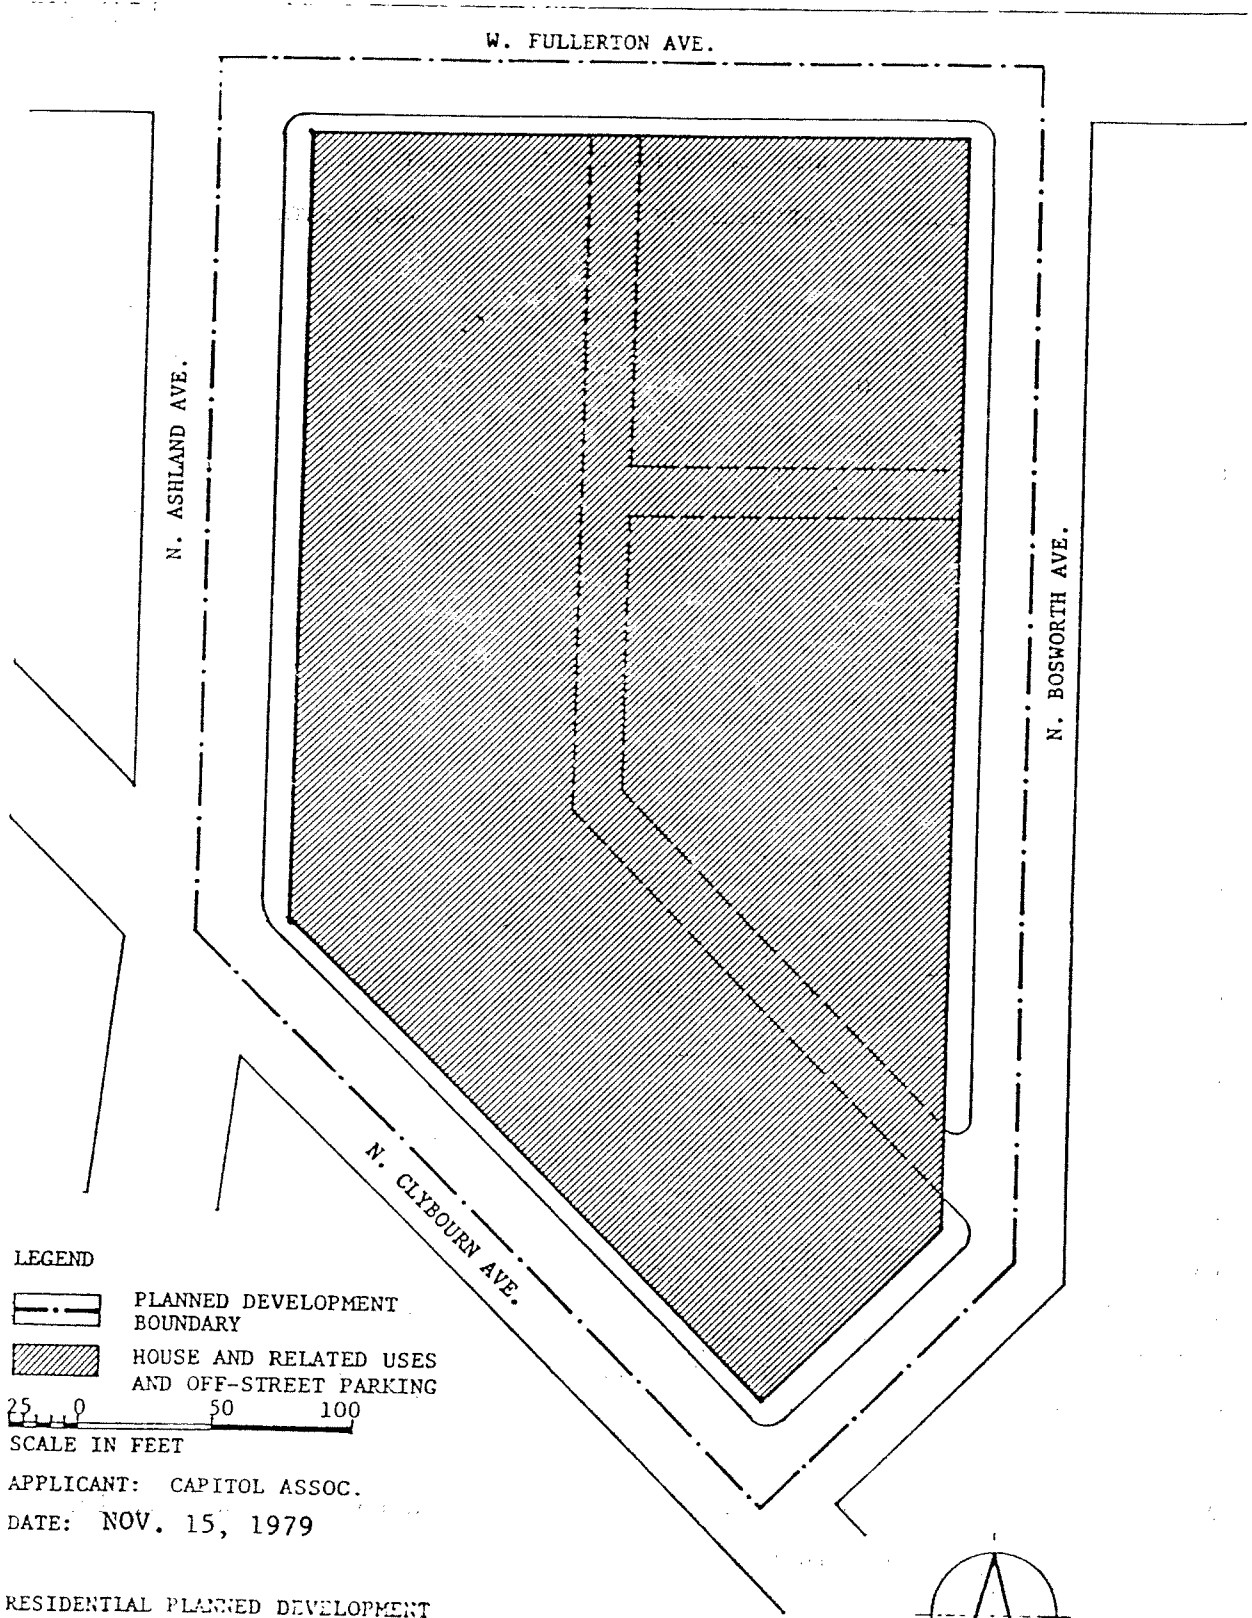 W. FULLERTON AVE.
N. ASHLAND AVE.
N. BOSWORTH AVE.
N. CLYBOURN AVE.
LEGEND
PLANNED DEVELOPMENT
BOUNDARY
HOUSE AND RELATED USES
AND OFF-STREET PARKING
25 0 50 100
SCALE IN FEET
APPLICANT: CAPITOL ASSOC.
DATE: NOV. 15, 1979
RESIDENTIAL PLANNED DEVELOPMENT